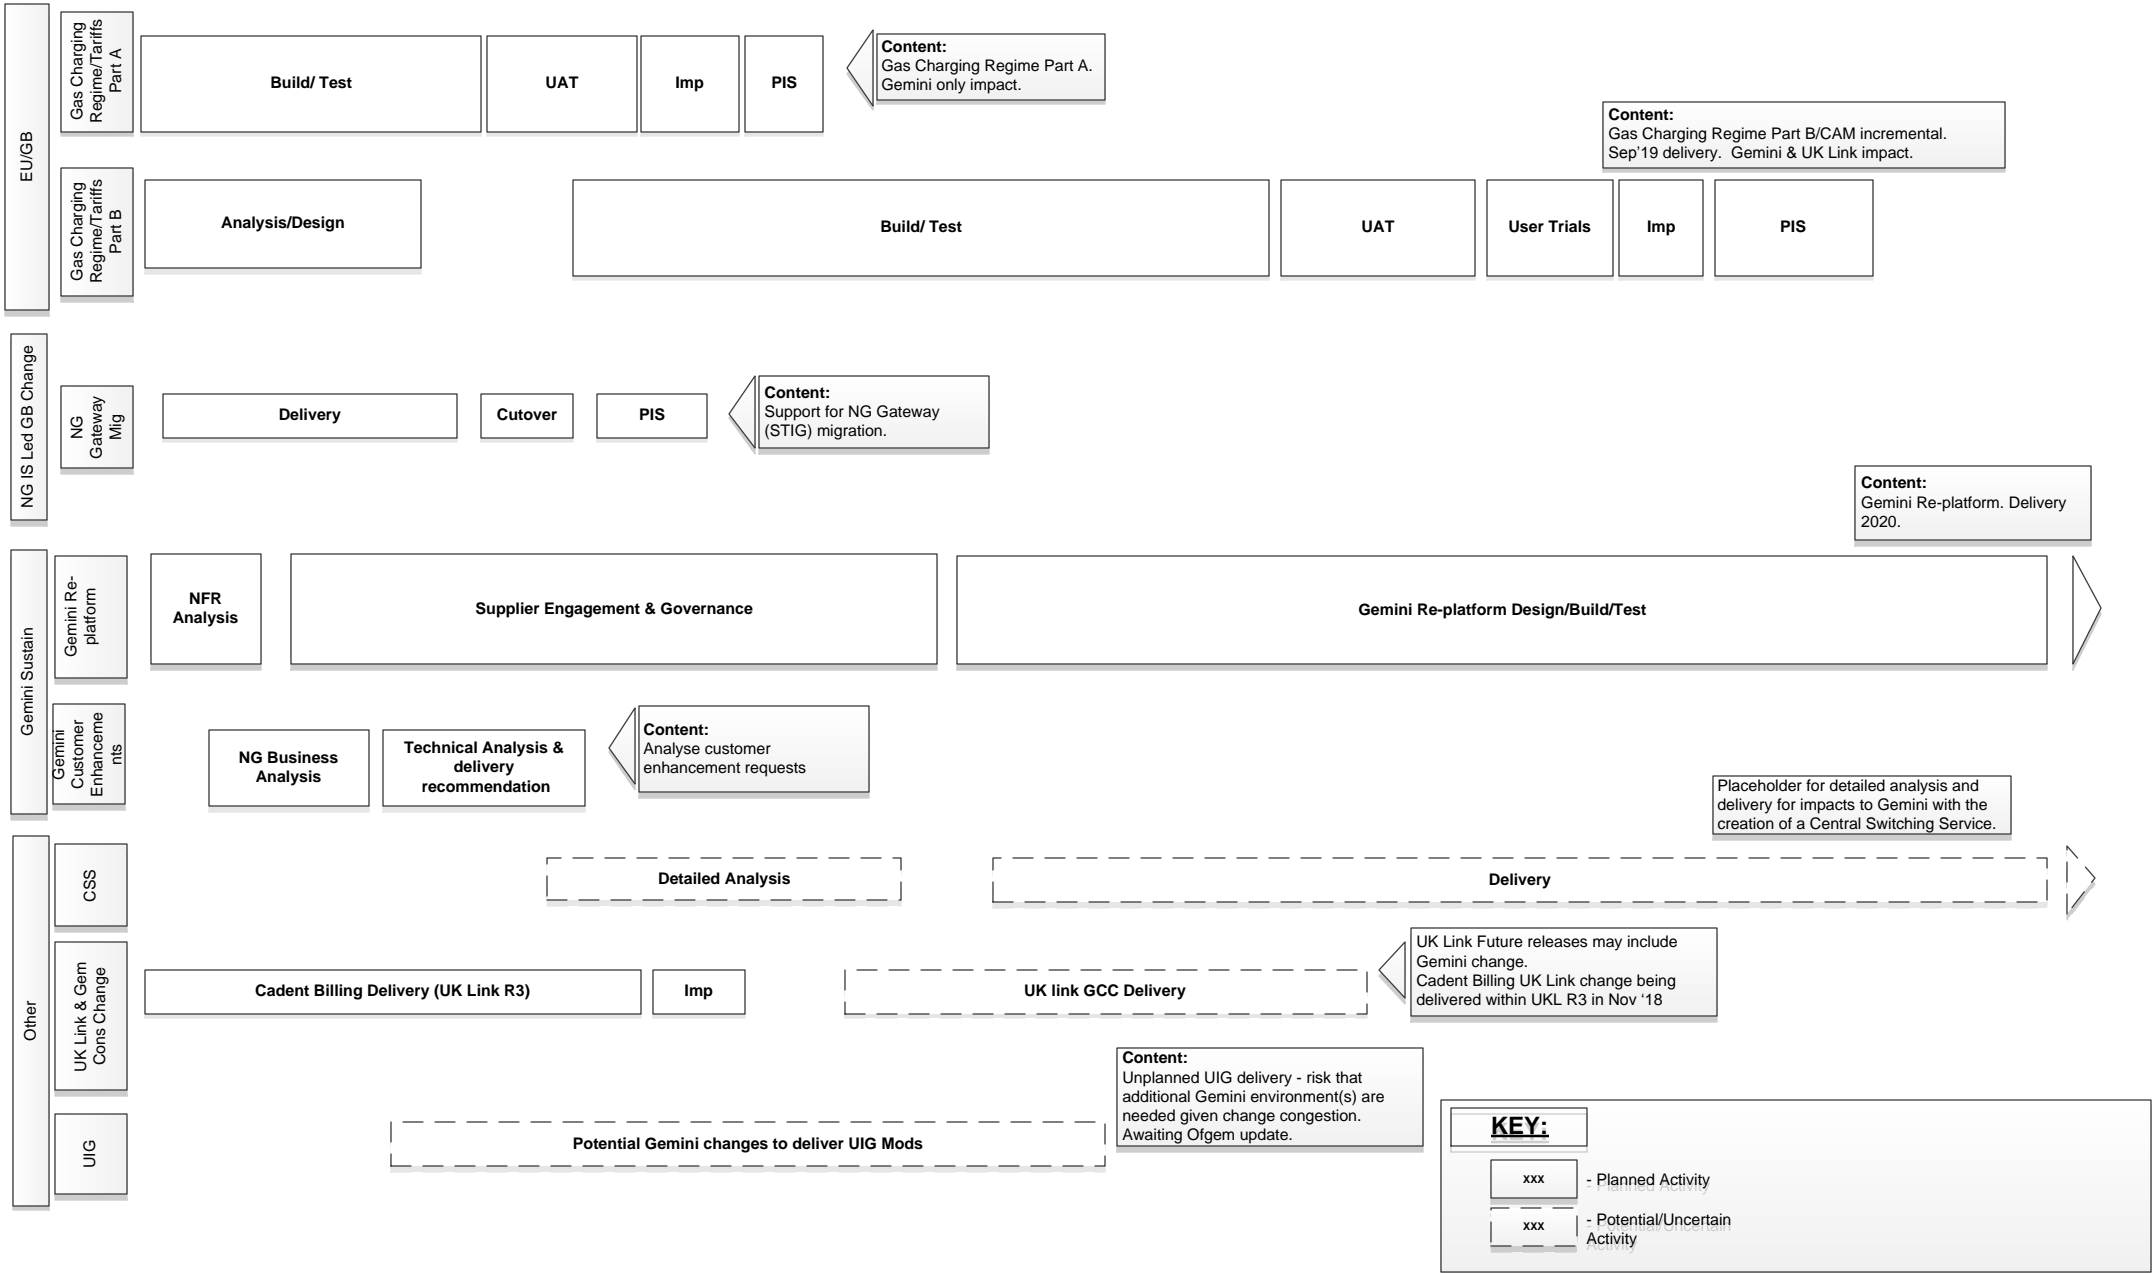 EU/GB
Gas Charging
Regime/Tariffs
Part A
Build/ Test
UAT
Imp
PIS
Content:
Gas Charging Regime Part A.
Gemini only impact.
Content:
Gas Charging Regime Part B/CAM incremental.
Sep'19 delivery. Gemini & UK Link impact.
Gas Charging
Regime/Tariffs
Part B
Analysis/Design
Build/ Test
UAT
User Trials
Imp
PIS
NG IS Led GB Change
NG
Gateway
Mig
Delivery
Cutover
PIS
Content:
Support for NG Gateway
(STIG) migration.
Content:
Gemini Re-platform. Delivery
2020.
Gemini Sustain
Gemini Re-
platform
NFR
Analysis
Supplier Engagement & Governance
Gemini Re-platform Design/Build/Test
Gemini
Customer
Enhanceme
nts
NG Business
Analysis
Technical Analysis &
delivery
recommendation
Content:
Analyse customer
enhancement requests
Placeholder for detailed analysis and
delivery for impacts to Gemini with the
creation of a Central Switching Service.
Other
CSS
Detailed Analysis
Delivery
UK Link & Gem
Cons Change
Cadent Billing Delivery (UK Link R3)
Imp
UK link GCC Delivery
UK Link Future releases may include
Gemini change.
Cadent Billing UK Link change being
delivered within UKL R3 in Nov ‘18
UIG
Potential Gemini changes to deliver UIG Mods
Content:
Unplanned UIG delivery - risk that
additional Gemini environment(s) are
needed given change congestion.
Awaiting Ofgem update.
KEY:
xxx
- Planned Activity
xxx
- Potential/Uncertain
Activity